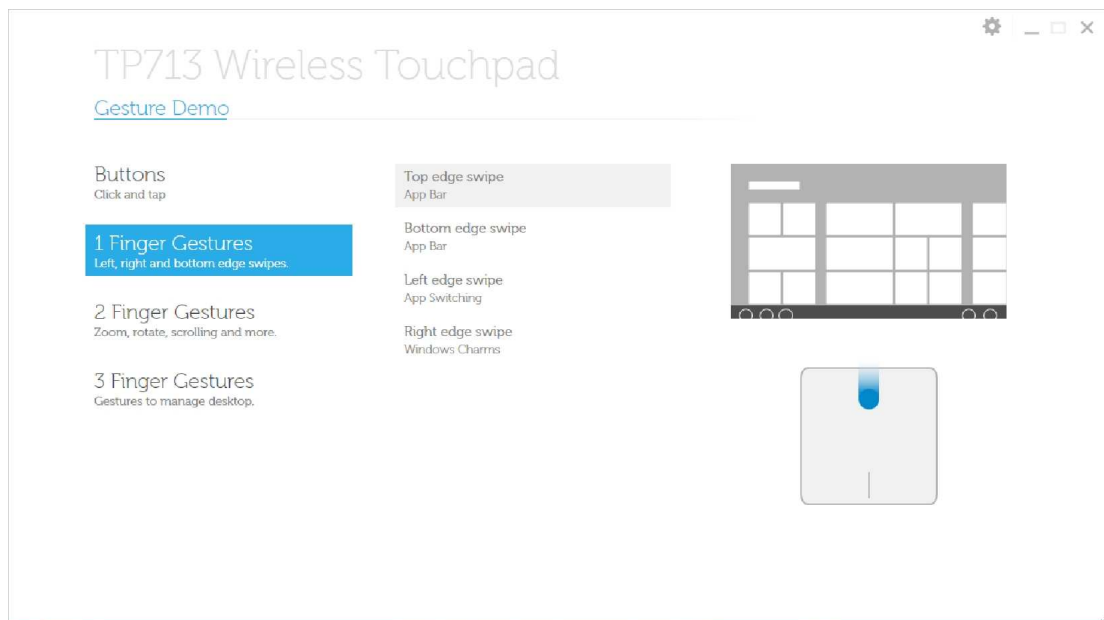 TP713 Wireless Touchpad
Gesture Demo
Buttons
Click and tap
1 Finger Gestures
Left, right and bottom edge swipes.
2 Finger Gestures
Zoom, rotate, scrolling and more.
3 Finger Gestures
Gestures to manage desktop.
Top edge swipe
App Bar
Bottom edge swipe
App Bar
Left edge swipe
App Switching
Right edge swipe
Windows Charms